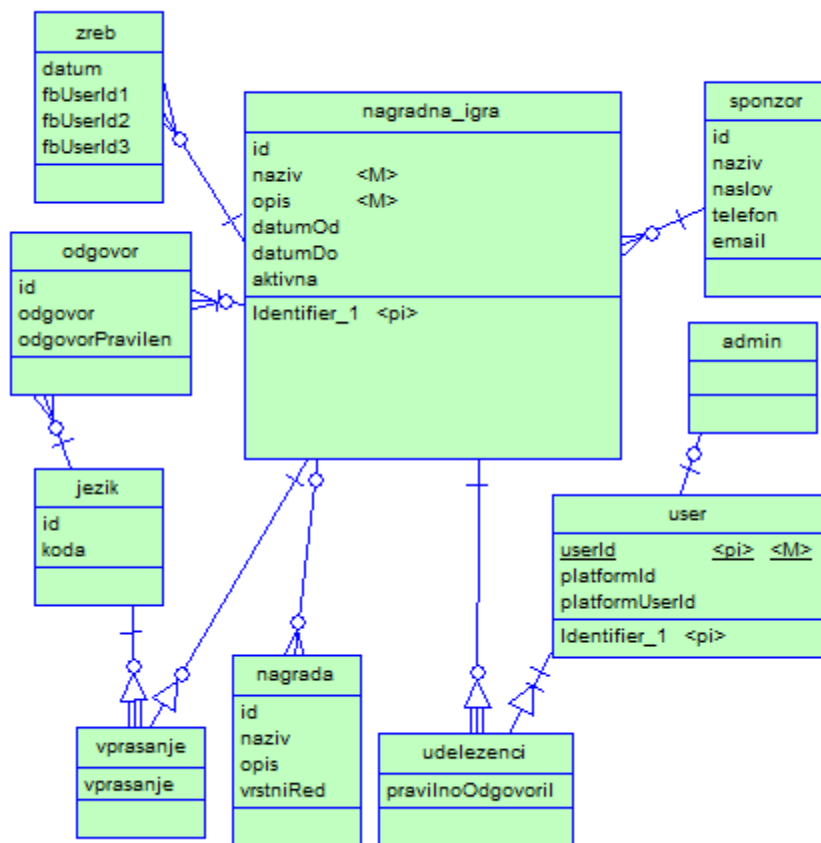 zreb
datum
fbUserId1
fbUserId2
fbUserId3
nagradna_igra
id
naziv <M>
opis <M>
datumOd
datumDo
aktivna
Identifier_1 <pi>
sponzor
id
naziv
naslov
telefon
email
odgovor
id
odgovor
odgovorPravilen
admin
jezik
id
koda
user
userId <pi> <M>
platformId
platformUserId
Identifier_1 <pi>
vprasanje
vprasanje
nagrada
id
naziv
opis
vrstniRed
udelezenci
pravilnoOdgovoril